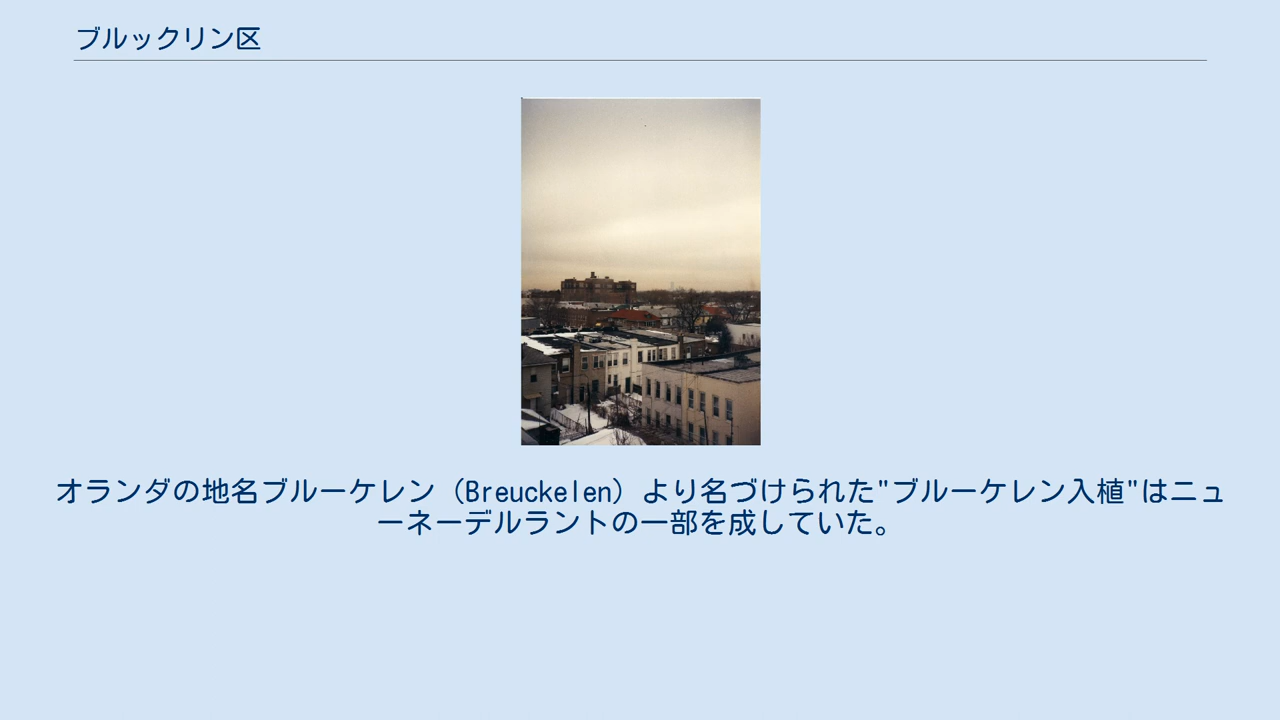 ブルックリン区
オランダの地名ブルーケレン（Breuckelen）より名づけられた"ブルーケレン入植"はニュ
ーネーデルラントの一部を成していた。